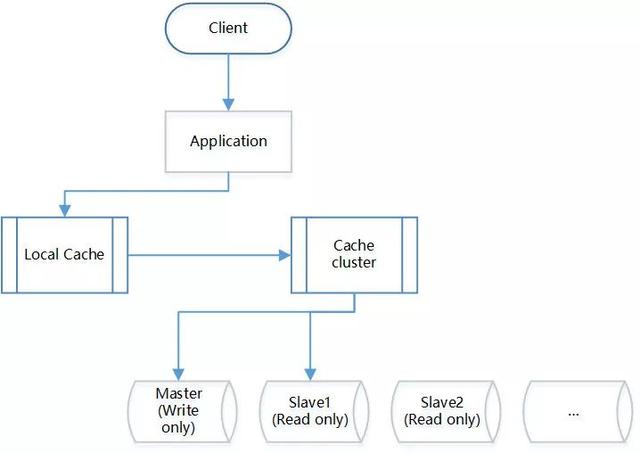 Client
Application
Local Cache
Cache
cluster
Master
(Write
only)
Slave1
(Read only)
Slave2
(Read only)
...